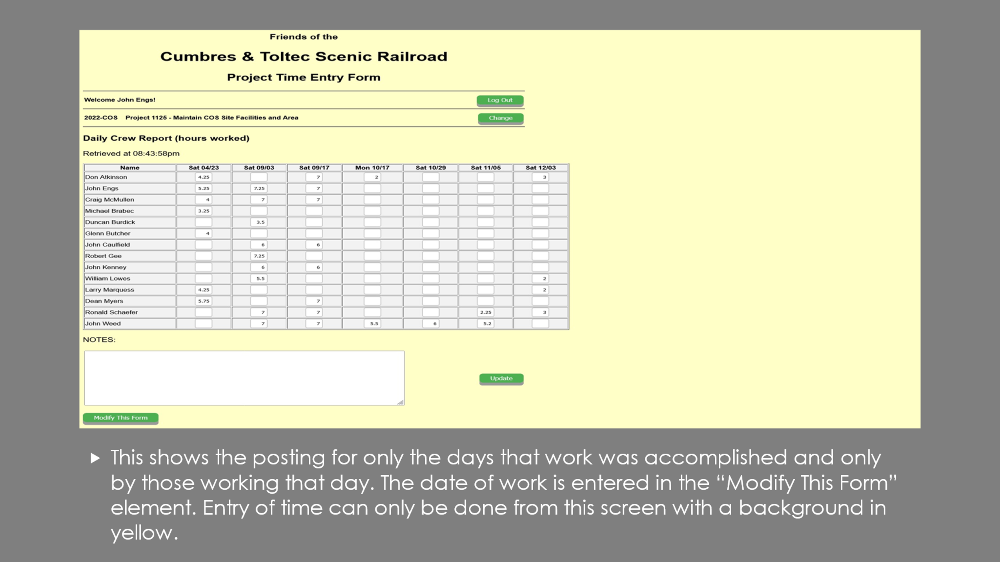 Friends of the
Cumbres & Toltec Scenic Railroad
Project Time Entry Form
Welcome John Engs! Log Out
2022-COS Project 1125 - Maintain COS Site Facilities and Area Change
Daily Crew Report (hours worked)
Retrieved at 08:43:58pm
Name Sat 04/23 Sat 09/03 Sat 09/17 Mon 10/17 Sat 10/29 Sat 11/05 Sat 12/03
Don Atkinson 4.25 7 2 3
John Engs 5.25 7.25 7
Craig McMullen 4 7 7
Michael Brabec 3.25
Duncan Burdick 3.5
Glenn Butcher 4
John Caulfield 6 6
Robert Gee 7.25
John Kenney 6 6
William Lowes 5.5 2
Larry Marquess 4.25 2
Dean Myers 5.75 7
Ronald Schaefer 7 7 2.25 3
John Weed 7 7 5.5 6 5.2
NOTES:
Update
Modify This Form
This shows the posting for only the days that work was accomplished and only
by those working that day. The date of work is entered in the “Modify This Form”
element. Entry of time can only be done from this screen with a background in
yellow.